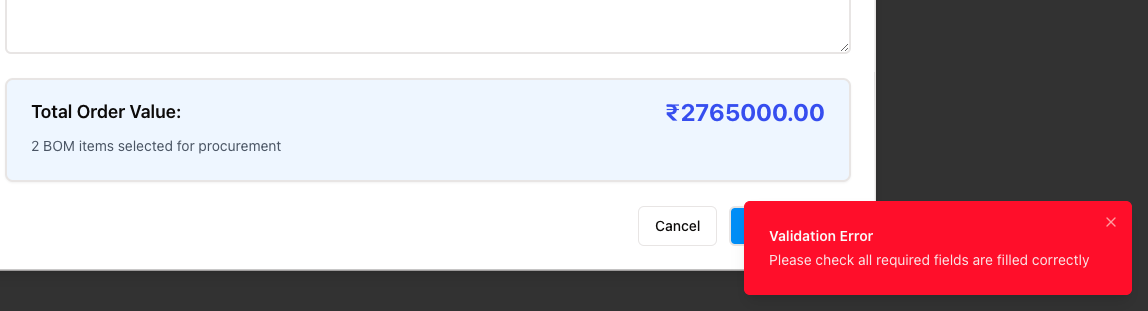 Total Order Value:
₹2765000.00
2 BOM items selected for procurement
Cancel
Validation Error
Please check all required fields are filled correctly